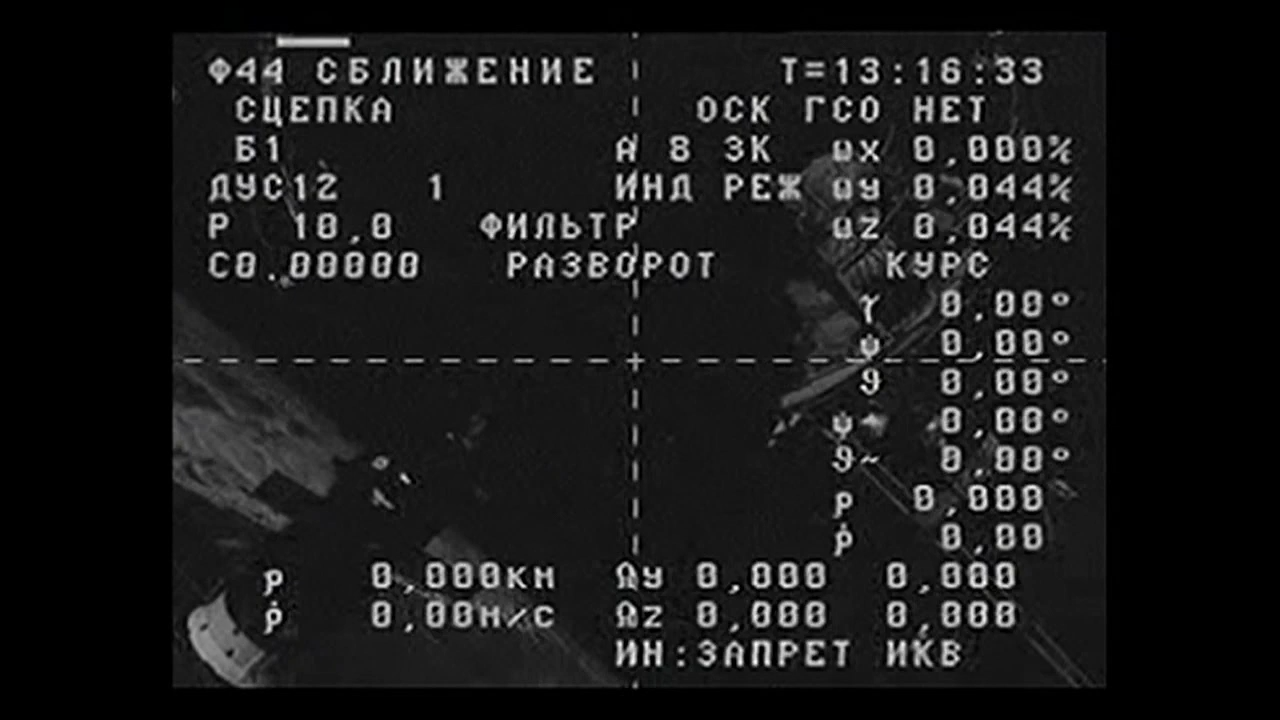 Ф44 СБЛИЖЕНИЕ T=13:16:33
СЦЕПКА ОСК ГСО НЕТ
Б1 А 8 ЗК ωx 0,000%
ДУС12 1 ИНД РЕЖ ωу 0,044%
Р 10,0 ФИЛЬТР ωz 0,044%
С0.00000 РАЗВОРОТ КУРС
γ 0,00°
ψ 0,00°
ϑ 0,00°
ψ~ 0,00°
ϑ~ 0,00°
ρ 0,000
ρ̇ 0,00
ρ 0,000км Ωу 0,000 0,000
ρ̇ 0,00м/с Ωz 0,000 0,000
ИН:ЗАПРЕТ ИКВ